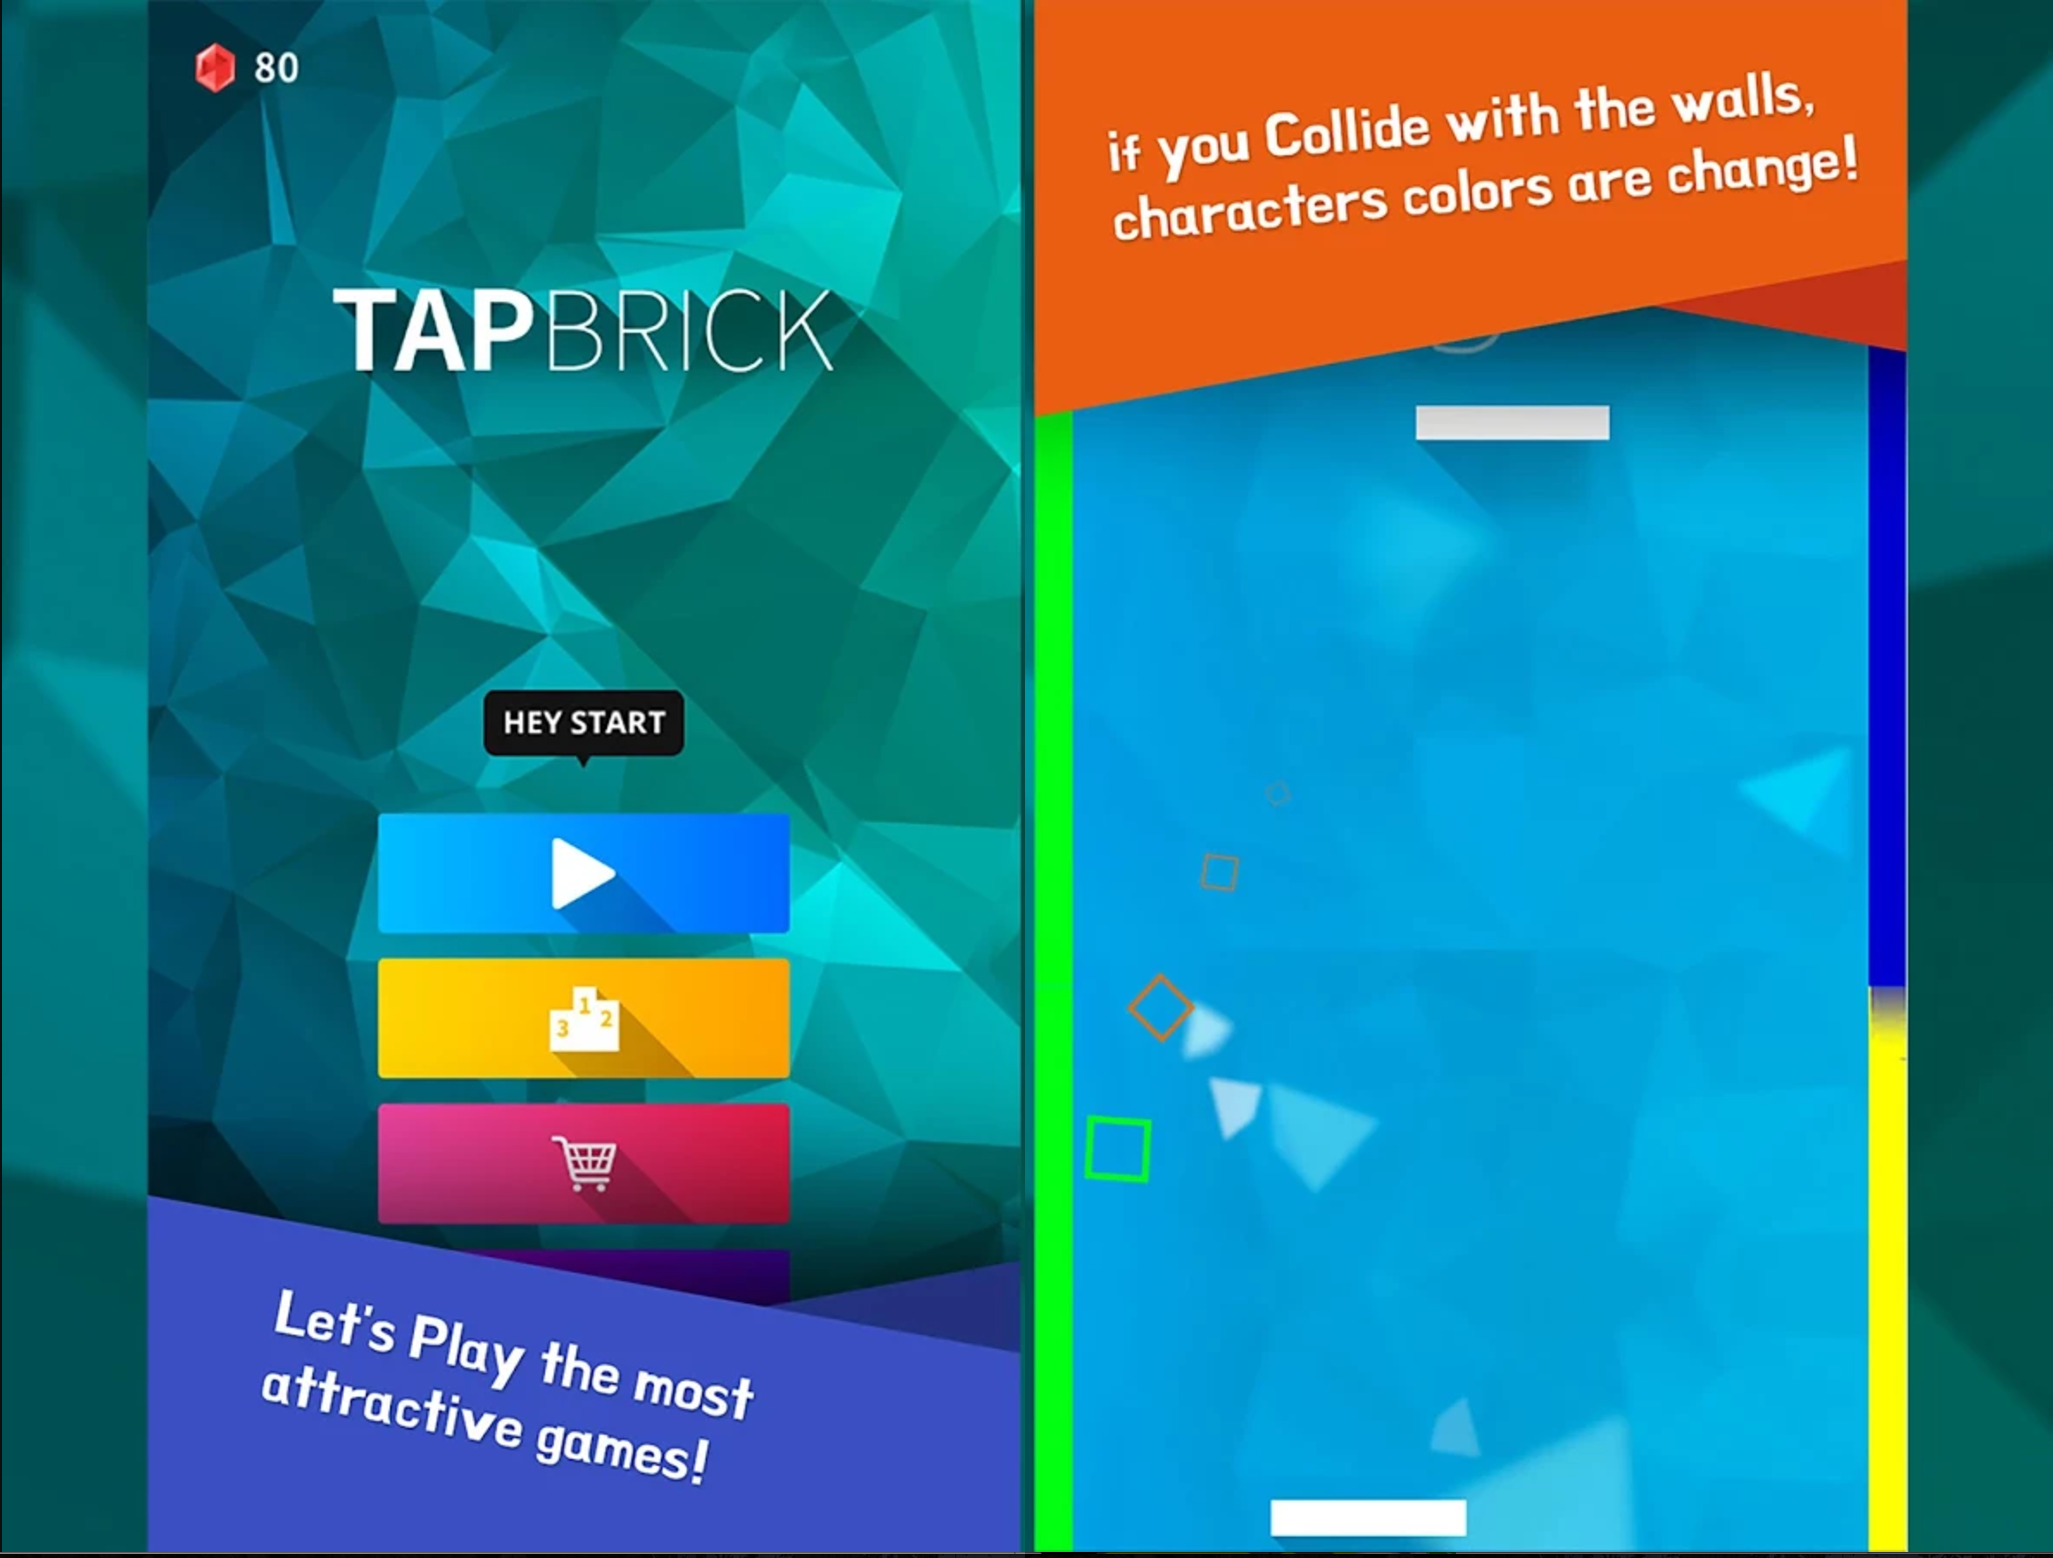 80
TAPBRICK
HEY START
1
2
3
Let's Play the most
attractive games!
if you Collide with the walls,
characters colors are change!